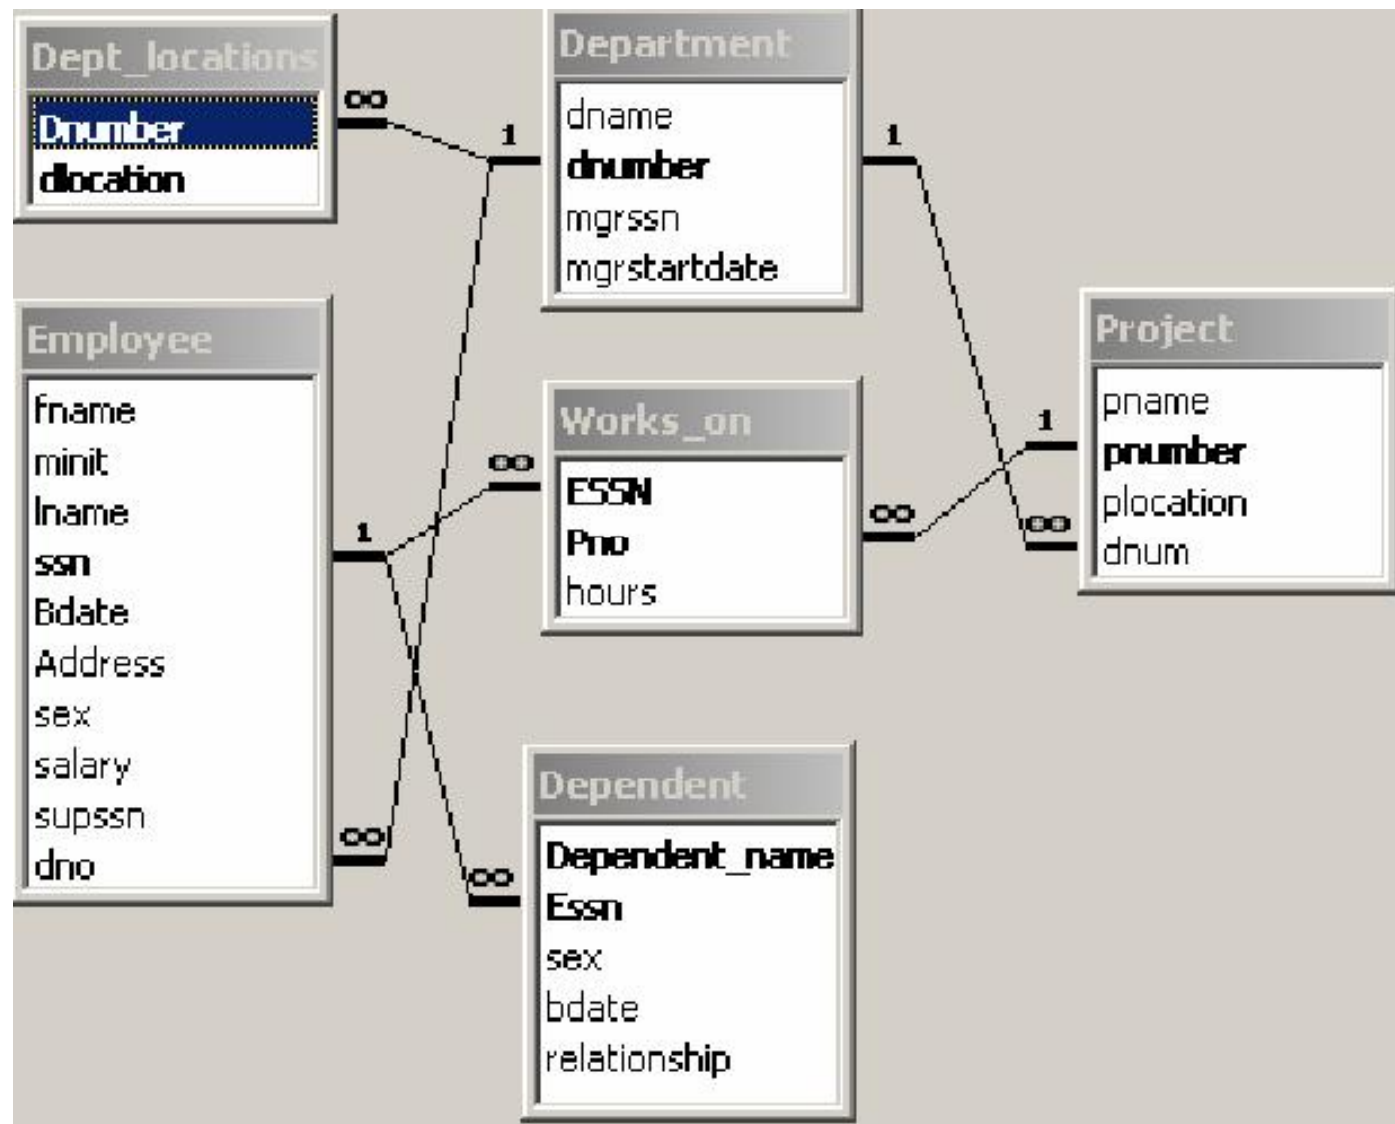 Dept_locations
Dnumber
dlocation
∞
1
Department
dname
dnumber
mgrssn
mgrstartdate
1
Employee
fname
minit
lname
ssn
Bdate
Address
sex
salary
supssn
dno
1
∞
∞
Works_on
ESSN
Pno
hours
∞
1
∞
Project
pname
pnumber
plocation
dnum
∞
Dependent
Dependent_name
Essn
sex
bdate
relationship